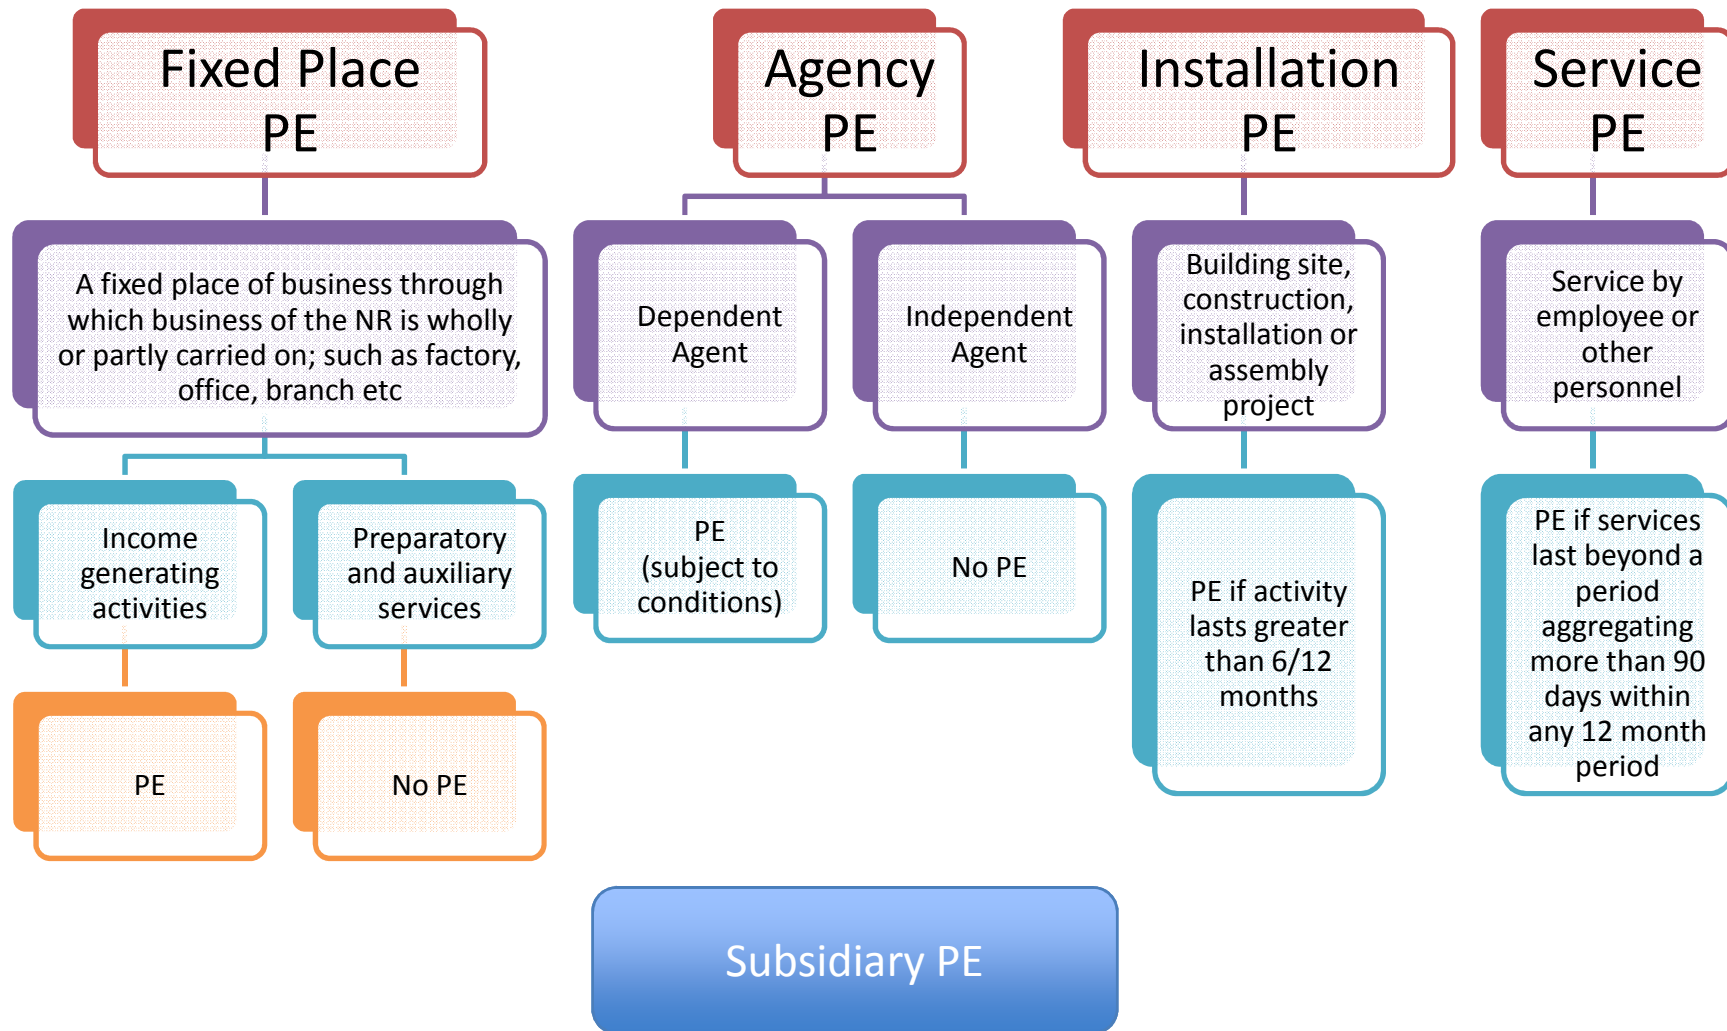 Fixed Place
PE
Agency
PE
Installation
PE
Service
PE
A fixed place of business through
which business of the NR is wholly
or partly carried on; such as factory,
office, branch etc
Dependent
Agent
Independent
Agent
Building site,
construction,
installation or
assembly
project
Service by
employee or
other
personnel
Income
generating
activities
Preparatory
and auxiliary
services
PE
(subject to
conditions)
No PE
PE if activity
lasts greater
than 6/12
months
PE if services
last beyond a
period
aggregating
more than 90
days within
any 12 month
period
PE
No PE
Subsidiary PE